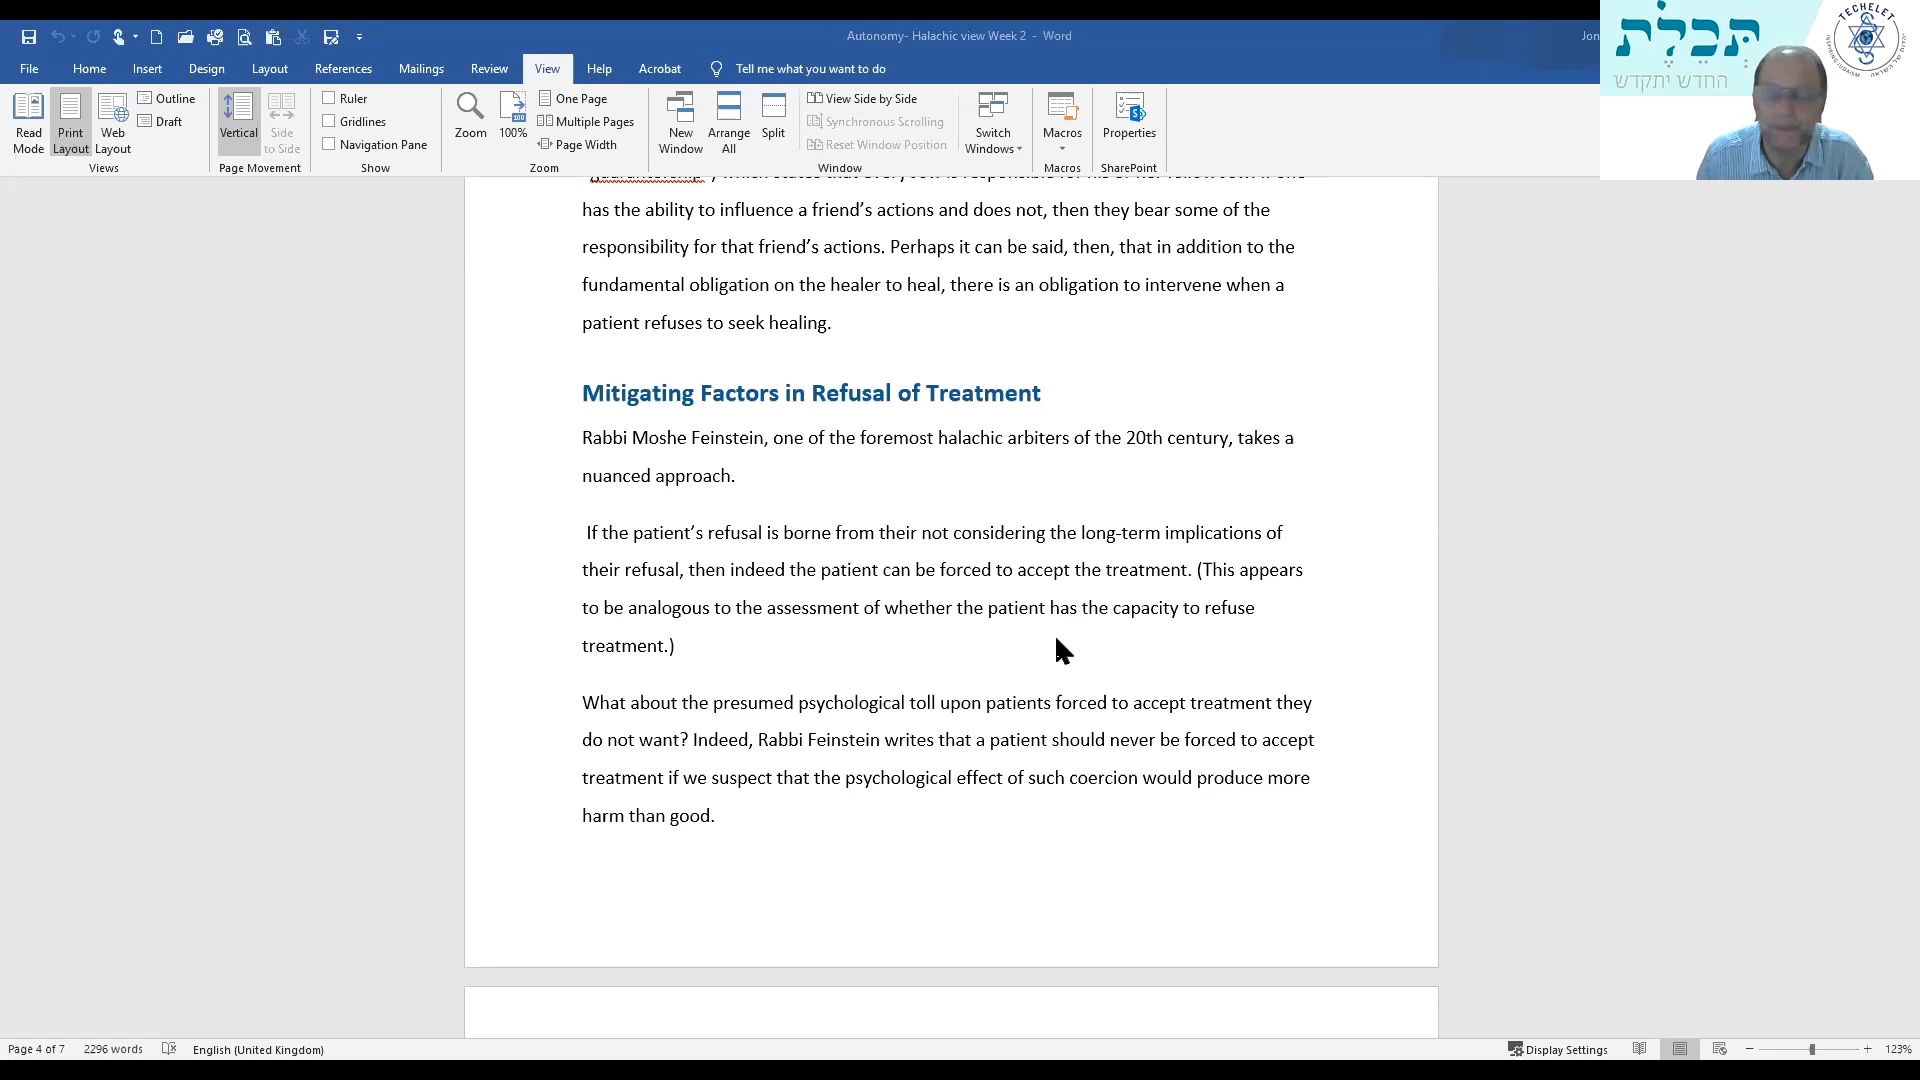 Autonomy- Halachic view Week 2 - Word
Jon
File Home Insert Design Layout References Mailings Review View Help Acrobat Tell me what you want to do
Read Mode
Print Layout
Web Layout
Outline
Draft
Views
Vertical
Side to Side
Page Movement
Ruler
Gridlines
Navigation Pane
Show
Zoom
100%
One Page
Multiple Pages
Page Width
Zoom
New Window
Arrange All
Split
View Side by Side
Synchronous Scrolling
Reset Window Position
Window
Switch Windows
Macros
Macros
Properties
SharePoint
תְּכֵלֶת
החדש יתקדש
TECHELET
has the ability to influence a friend’s actions and does not, then they bear some of the
responsibility for that friend’s actions. Perhaps it can be said, then, that in addition to the
fundamental obligation on the healer to heal, there is an obligation to intervene when a
patient refuses to seek healing.
Mitigating Factors in Refusal of Treatment
Rabbi Moshe Feinstein, one of the foremost halachic arbiters of the 20th century, takes a
nuanced approach.
If the patient’s refusal is borne from their not considering the long-term implications of
their refusal, then indeed the patient can be forced to accept the treatment. (This appears
to be analogous to the assessment of whether the patient has the capacity to refuse
treatment.)
What about the presumed psychological toll upon patients forced to accept treatment they
do not want? Indeed, Rabbi Feinstein writes that a patient should never be forced to accept
treatment if we suspect that the psychological effect of such coercion would produce more
harm than good.
Page 4 of 7 2296 words English (United Kingdom) Display Settings 123%